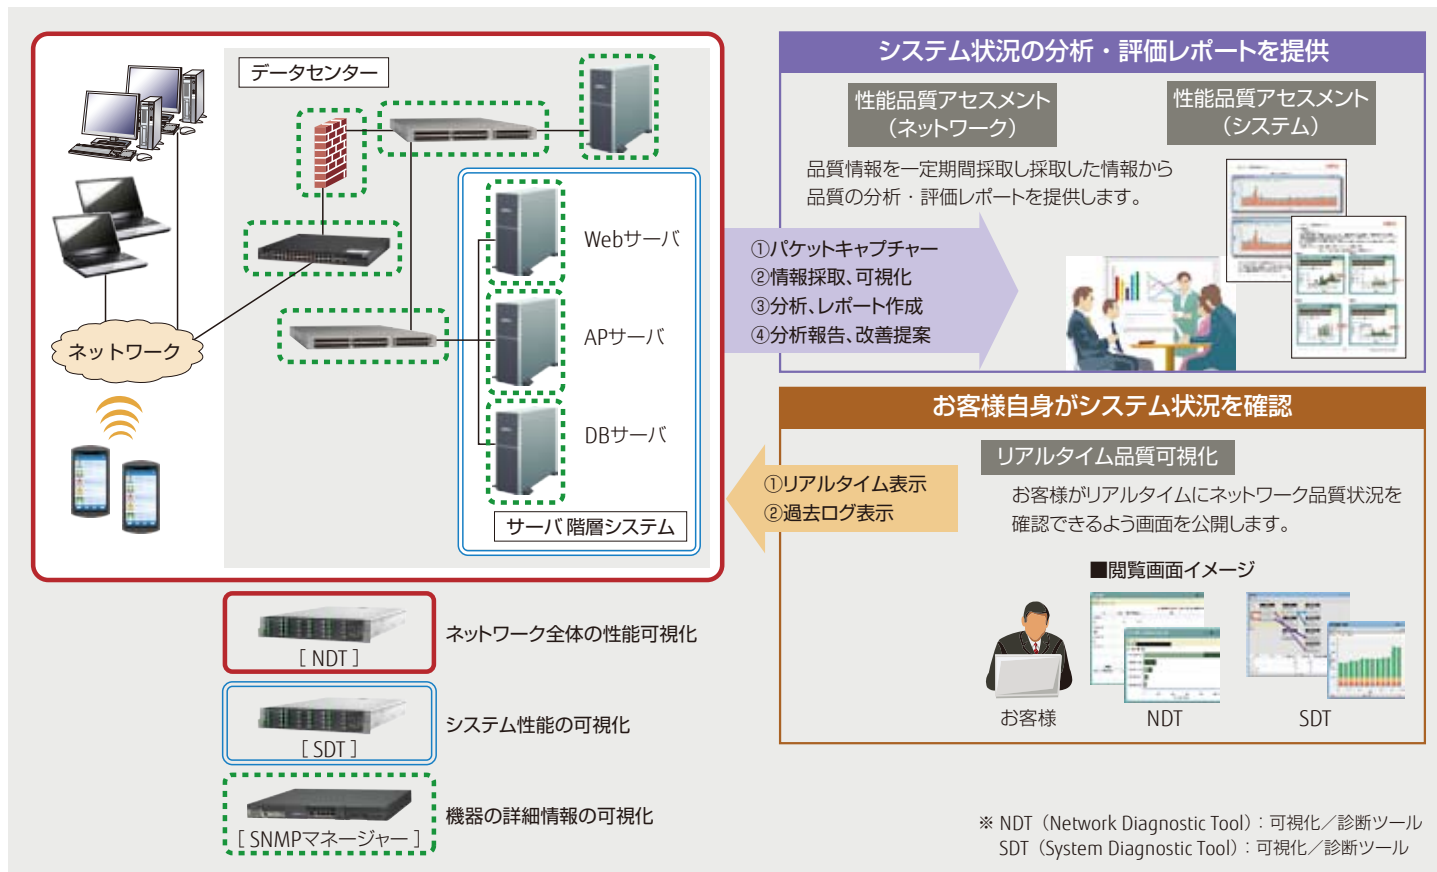 データセンター
ネットワーク
Webサーバ
APサーバ
DBサーバ
サーバ階層システム
[ NDT ]
ネットワーク全体の性能可視化
[ SDT ]
システム性能の可視化
[ SNMPマネージャー ]
機器の詳細情報の可視化
システム状況の分析・評価レポートを提供
性能品質アセスメント
（ネットワーク）
性能品質アセスメント
（システム）
品質情報を一定期間採取し採取した情報から
品質の分析・評価レポートを提供します。
①パケットキャプチャー
②情報採取、可視化
③分析、レポート作成
④分析報告、改善提案
お客様自身がシステム状況を確認
リアルタイム品質可視化
①リアルタイム表示
②過去ログ表示
お客様がリアルタイムにネットワーク品質状況を
確認できるよう画面を公開します。
■閲覧画面イメージ
お客様
NDT
SDT
※ NDT（Network Diagnostic Tool）：可視化／診断ツール
SDT（System Diagnostic Tool）：可視化／診断ツール